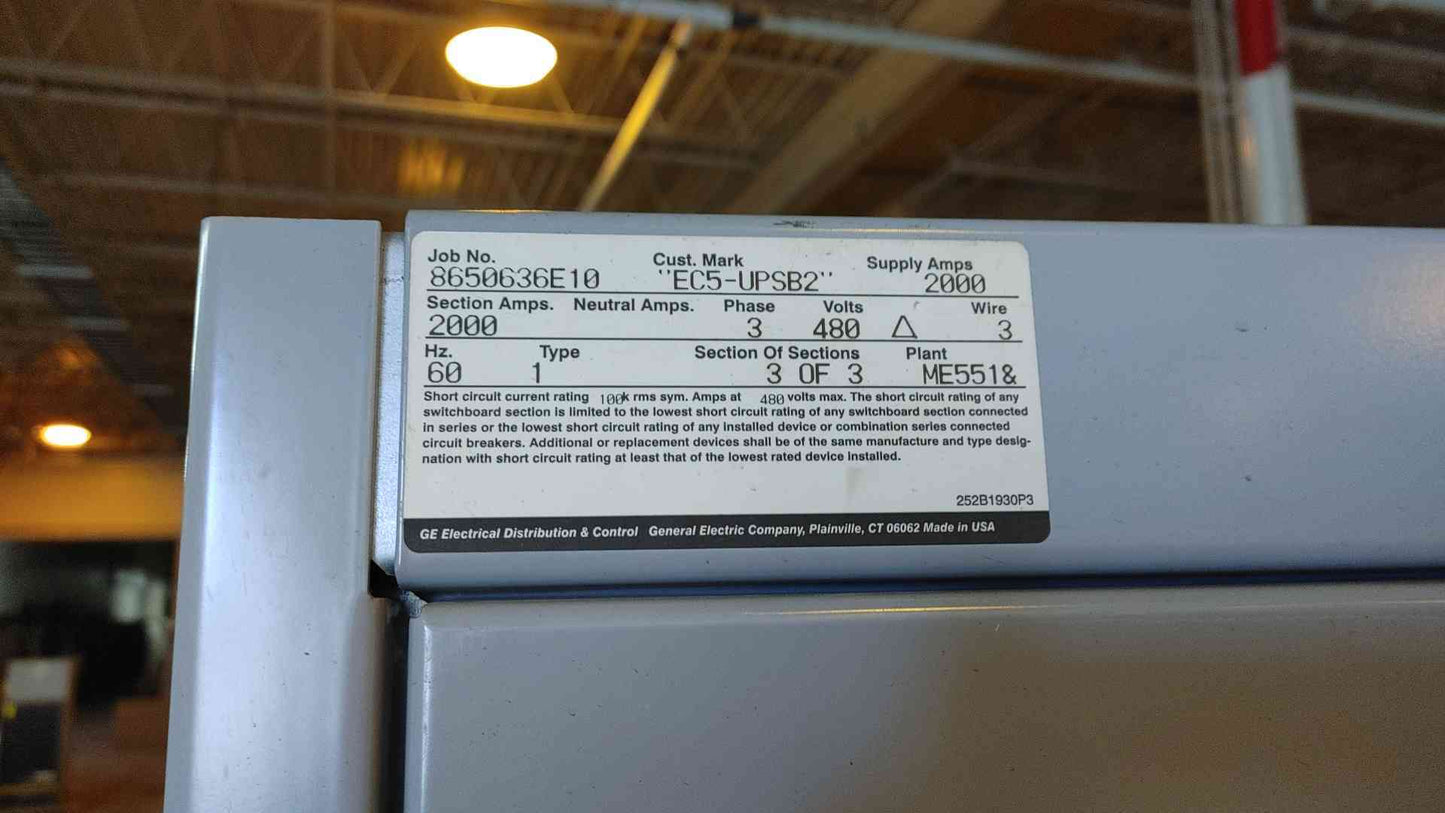 Job No. Cust. Mark Supply Amps
8650636E10 "EC5-UPSB2" 2000
Section Amps. Neutral Amps. Phase Volts Wire
2000 3 480 △ 3
Hz. Type Section Of Sections Plant
60 1 3 OF 3 ME551&
Short circuit current rating 100k rms sym. Amps at 480 volts max. The short circuit rating of any
switchboard section is limited to the lowest short circuit rating of any switchboard section connected
in series or the lowest short circuit rating of any installed device or combination series connected
circuit breakers. Additional or replacement devices shall be of the same manufacture and type desig-
nation with short circuit rating at least that of the lowest rated device installed.
252B1930P3
GE Electrical Distribution & Control General Electric Company, Plainville, CT 06062 Made in USA